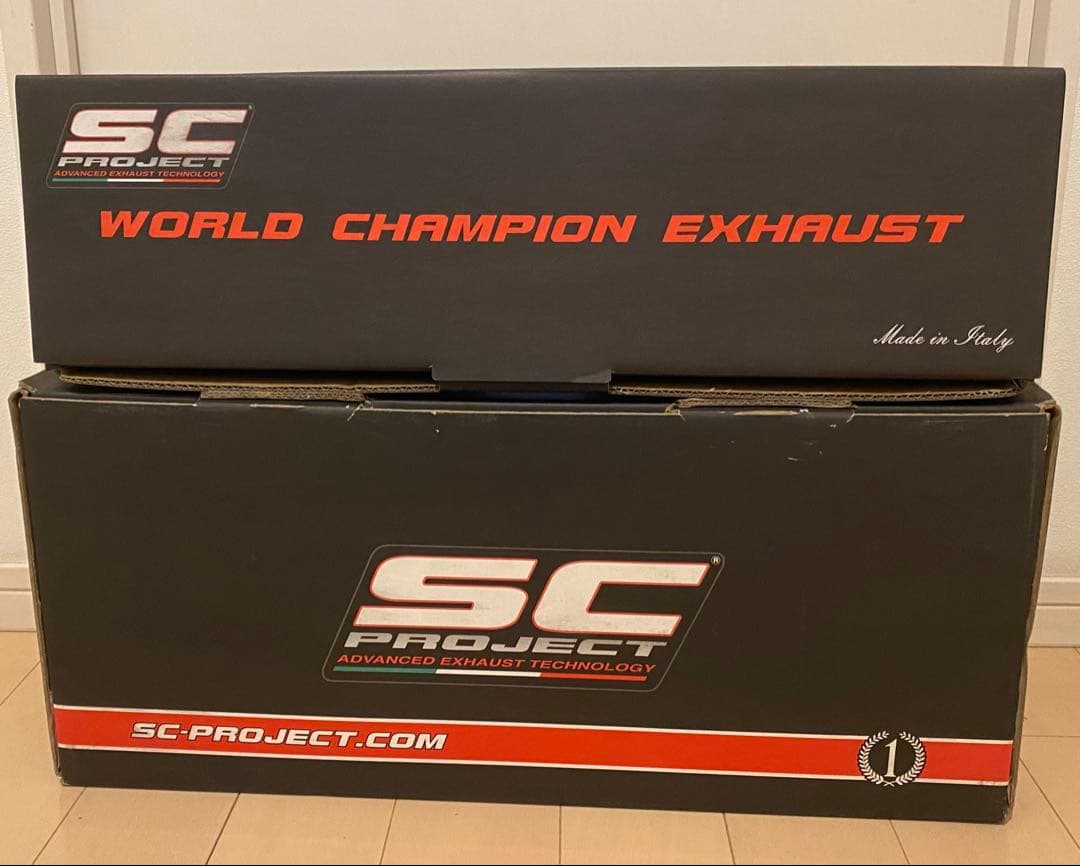 SC
PROJECT
ADVANCED EXHAUST TECHNOLOGY
WORLD CHAMPION EXHAUST
Made in Italy
SC®
PROJECT
ADVANCED EXHAUST TECHNOLOGY
SC-PROJECT.COM
1